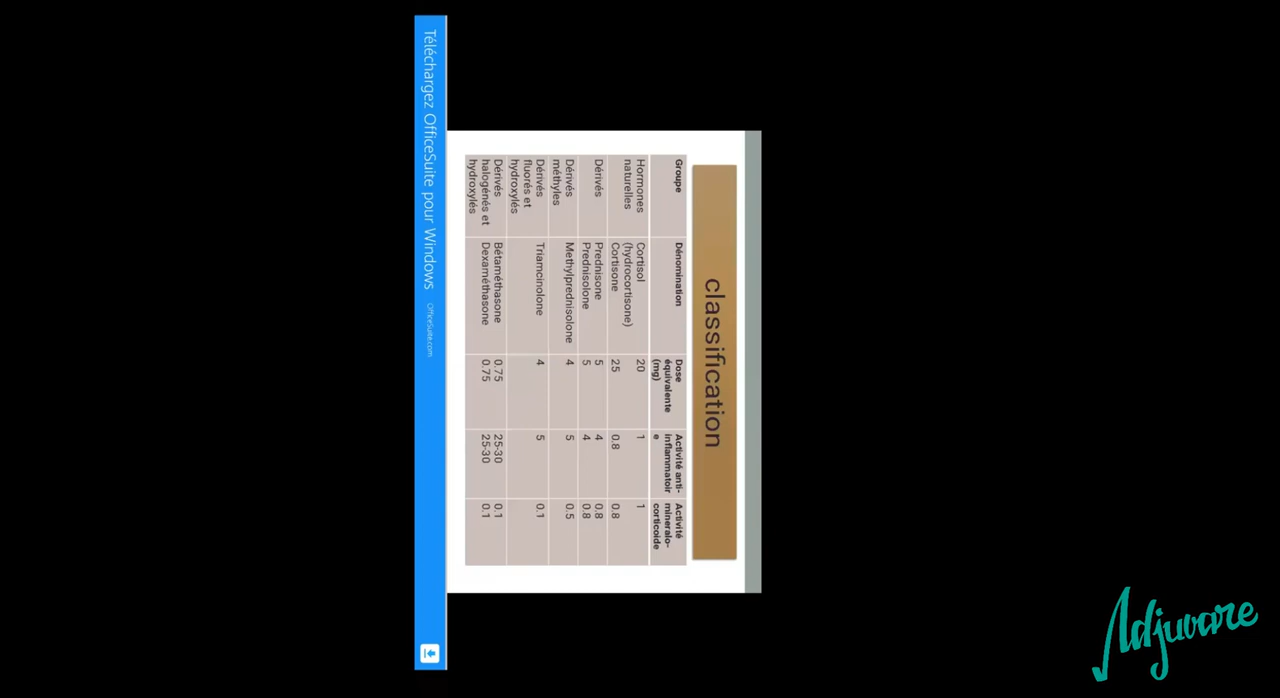 classification
Groupe Dénomination Dose équivalente (mg) Activité anti-inflammatoire Activité mineralo-corticoide
Hormones naturelles Cortisol (hydrocortisone) 20 1 1
Cortisone 25 0.8 0.8
Dérivés Prednisone 5 4 0.8
Prednisolone 5 4 0.8
Dérivés méthyles Methylprednisolone 4 5 0.5
Dérivés fluorés et hydroxylés Triamcinolone 4 5 0.1
Dérivés halogénés et hydroxylés Bétaméthasone 0.75 25-30 0.1
Dexaméthasone 0.75 25-30 0.1
Téléchargez OfficeSuite pour Windows OfficeSuite.com
Adjuvare